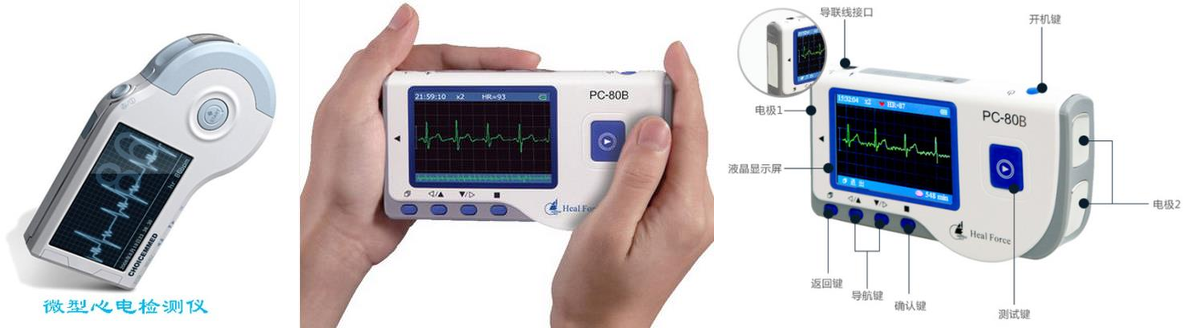 CHOICEMMED
微型心电检测仪
21:59:10 x2 HR=93
PC-80B
Heal Force
导联线接口
开机键
电极1
HR=87
PC-80B
液晶显示屏
548 min
电极2
Heal Force
返回键
导航键
确认键
测试键